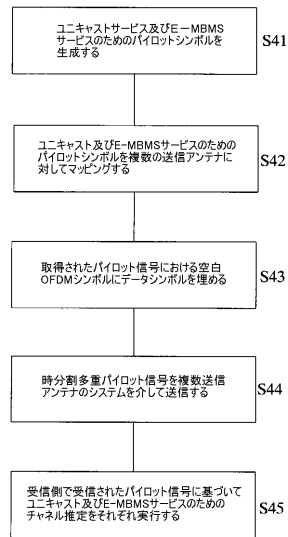 ユニキャストサービス及びE－MBMS
サービスのためのパイロットシンボルを
生成する
S41
ユニキャスト及びE-MBMSサービスのための
パイロットシンボルを複数の送信アンテナに
対してマッピングする
S42
取得されたパイロット信号における空白
OFDMシンボルにデータシンボルを埋める
S43
時分割多重パイロット信号を複数送信
アンテナのシステムを介して送信する
S44
受信側で受信されたパイロット信号に基づいて
ユニキャスト及びE-MBMSサービスのための
チャネル推定をそれぞれ実行する
S45